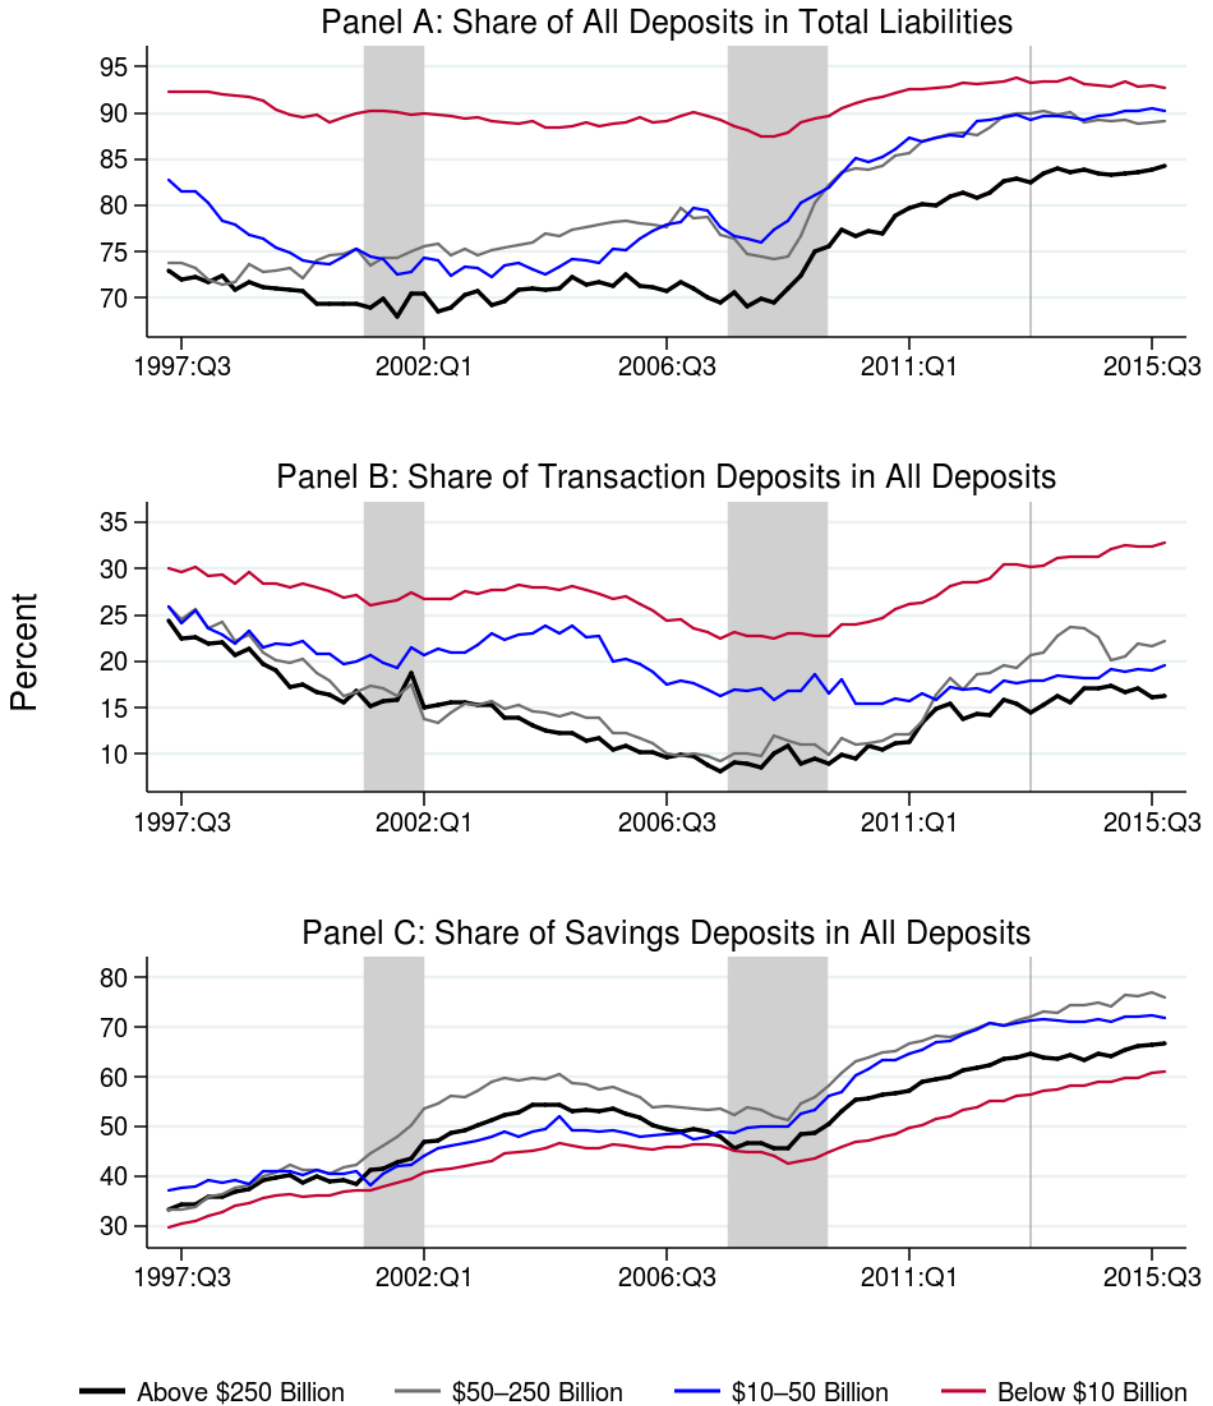 Panel A: Share of All Deposits in Total Liabilities
95
90
85
80
75
70
1997:Q3 2002:Q1 2006:Q3 2011:Q1 2015:Q3
Panel B: Share of Transaction Deposits in All Deposits
Percent
35
30
25
20
15
10
1997:Q3 2002:Q1 2006:Q3 2011:Q1 2015:Q3
Panel C: Share of Savings Deposits in All Deposits
80
70
60
50
40
30
1997:Q3 2002:Q1 2006:Q3 2011:Q1 2015:Q3
Above $250 Billion $50–250 Billion $10–50 Billion Below $10 Billion